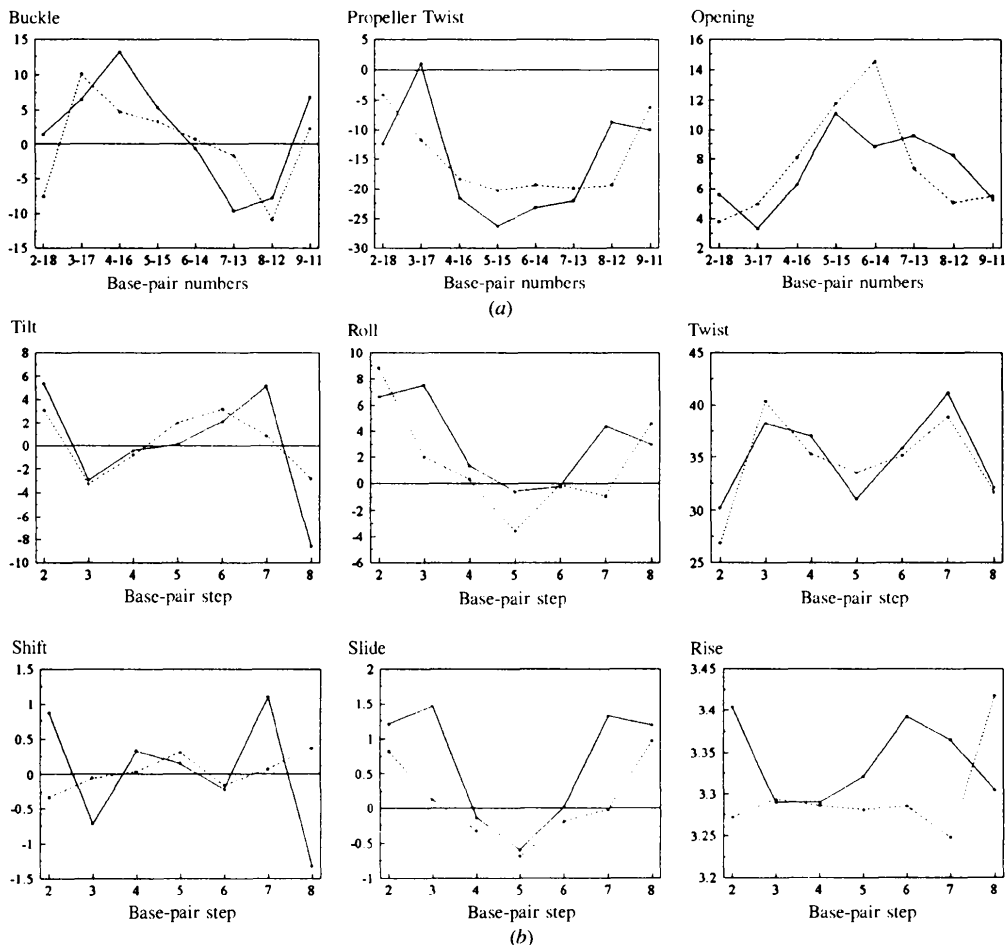 Buckle
15
10
5
0
-5
-10
-15
2-18 3-17 4-16 5-15 6-14 7-13 8-12 9-11
Base-pair numbers
Propeller Twist
5
0
-5
-10
-15
-20
-25
-30
2-18 3-17 4-16 5-15 6-14 7-13 8-12 9-11
Base-pair numbers
Opening
16
14
12
10
8
6
4
2
2-18 3-17 4-16 5-15 6-14 7-13 8-12 9-11
Base-pair numbers
(a)
Tilt
8
6
4
2
0
-2
-4
-6
-8
-10
2 3 4 5 6 7 8
Base-pair step
Roll
10
8
6
4
2
0
-2
-4
-6
2 3 4 5 6 7 8
Base-pair step
Twist
45
40
35
30
25
2 3 4 5 6 7 8
Base-pair step
Shift
1.5
1
0.5
0
-0.5
-1
-1.5
2 3 4 5 6 7 8
Base-pair step
Slide
2
1.5
1
0.5
0
-0.5
-1
2 3 4 5 6 7 8
Base-pair step
Rise
3.45
3.4
3.35
3.3
3.25
3.2
2 3 4 5 6 7 8
Base-pair step
(b)